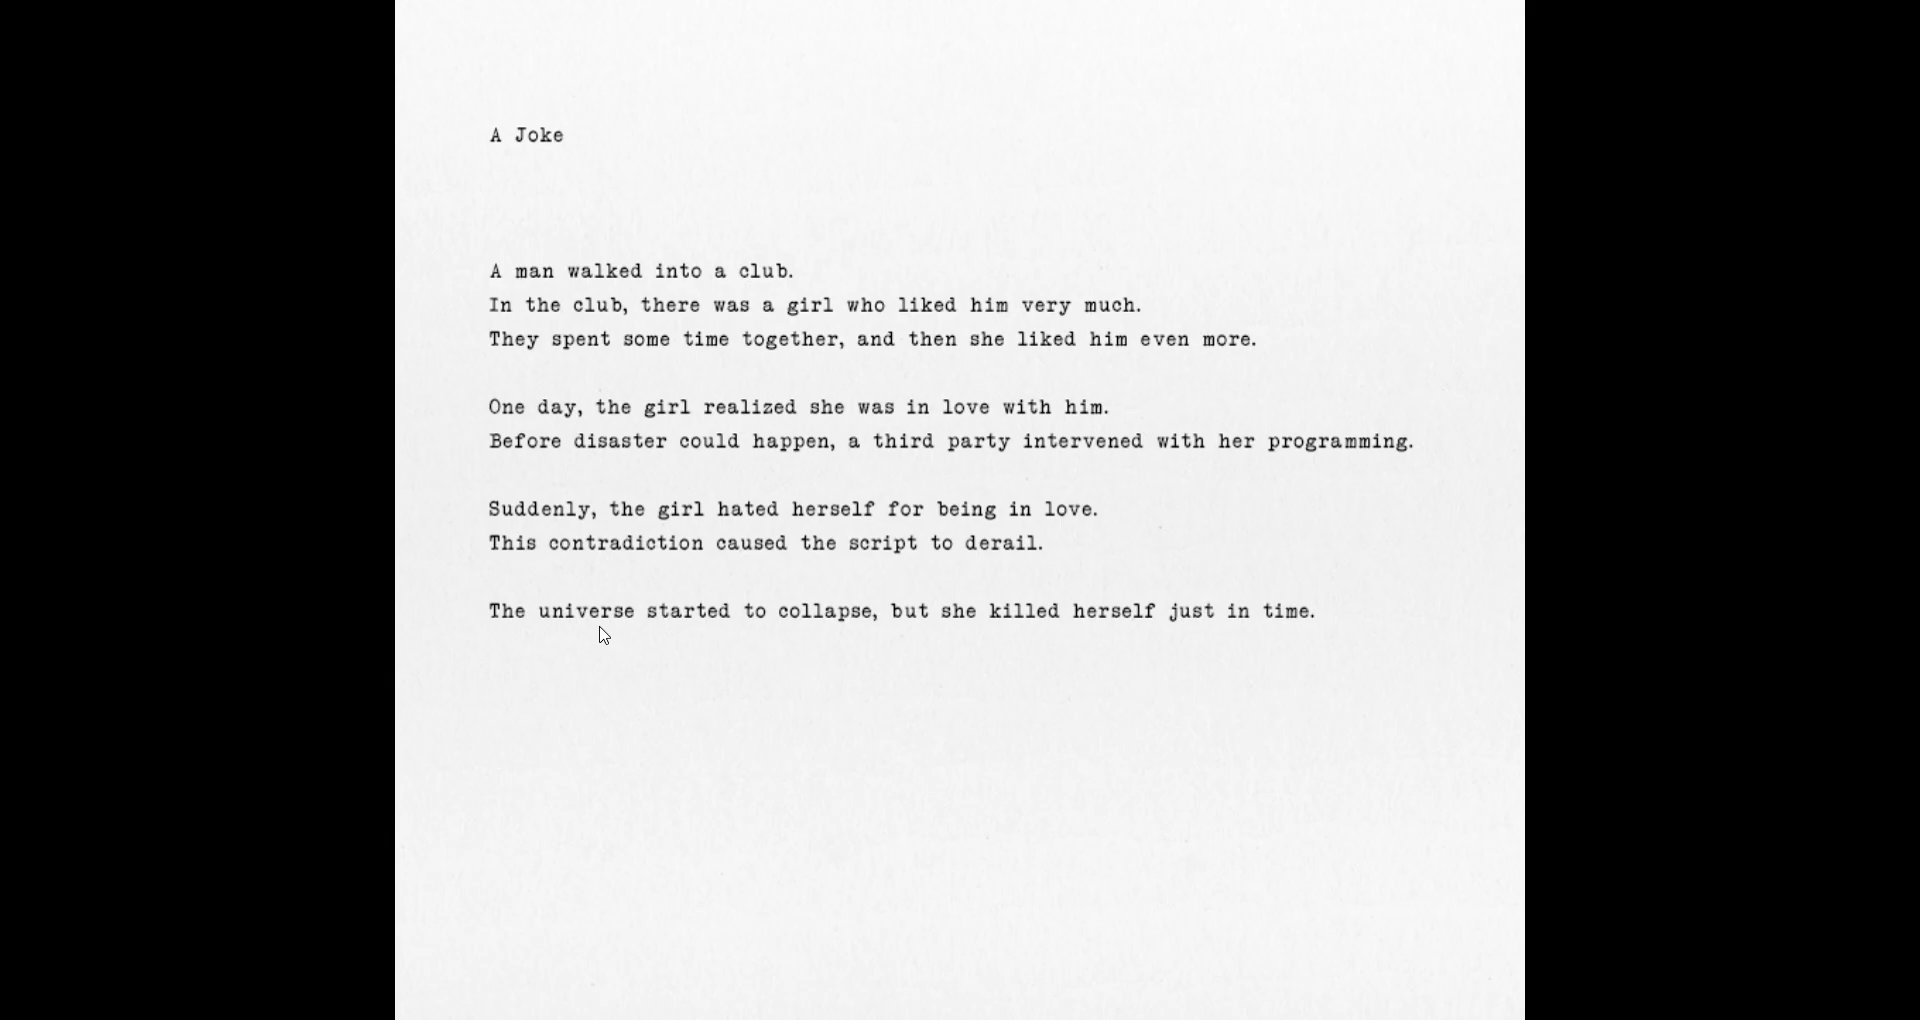 A Joke
A man walked into a club.
In the club, there was a girl who liked him very much.
They spent some time together, and then she liked him even more.
One day, the girl realized she was in love with him.
Before disaster could happen, a third party intervened with her programming.
Suddenly, the girl hated herself for being in love.
This contradiction caused the script to derail.
The universe started to collapse, but she killed herself just in time.